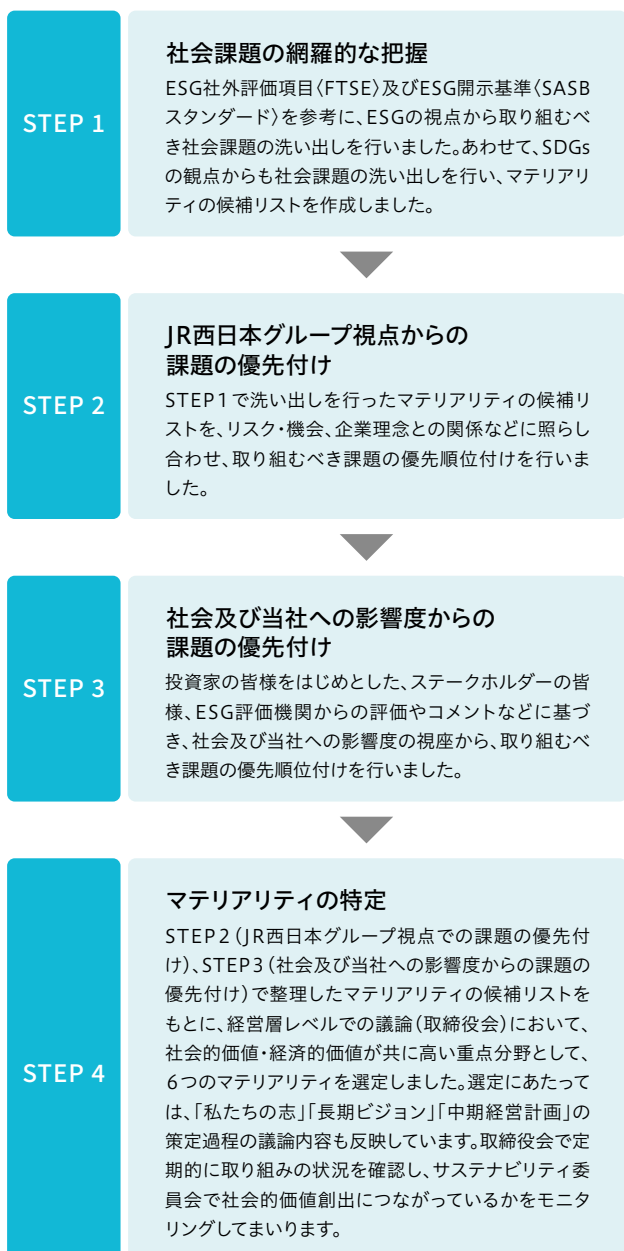 STEP 1
社会課題の網羅的な把握
ESG社外評価項目〈FTSE〉及びESG開示基準〈SASB
スタンダード〉を参考に、ESGの視点から取り組むべ
き社会課題の洗い出しを行いました。あわせて、SDGs
の観点からも社会課題の洗い出しを行い、マテリアリ
ティの候補リストを作成しました。
STEP 2
JR西日本グループ視点からの
課題の優先付け
STEP1で洗い出しを行ったマテリアリティの候補リ
ストを、リスク・機会、企業理念との関係などに照らし
合わせ、取り組むべき課題の優先順位付けを行いま
した。
STEP 3
社会及び当社への影響度からの
課題の優先付け
投資家の皆様をはじめとした、ステークホルダーの皆
様、ESG評価機関からの評価やコメントなどに基づ
き、社会及び当社への影響度の視座から、取り組むべ
き課題の優先順位付けを行いました。
STEP 4
マテリアリティの特定
STEP2(JR西日本グループ視点での課題の優先付
け)、STEP3(社会及び当社への影響度からの課題の
優先付け)で整理したマテリアリティの候補リストを
もとに、経営層レベルでの議論(取締役会)において、
社会的価値・経済的価値が共に高い重点分野として、
6つのマテリアリティを選定しました。選定にあたって
は、「私たちの志」「長期ビジョン」「中期経営計画」の
策定過程の議論内容も反映しています。取締役会で定
期的に取り組みの状況を確認し、サステナビリティ委
員会で社会的価値創出につながっているかをモニタ
リングしてまいります。